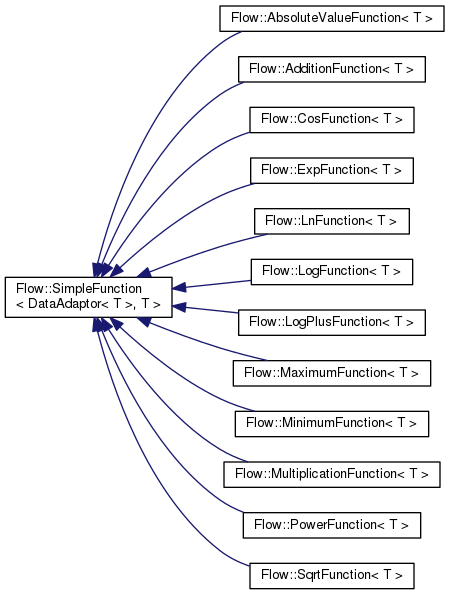 Flow::AbsoluteValueFunction< T >
Flow::AdditionFunction< T >
Flow::CosFunction< T >
Flow::ExpFunction< T >
Flow::LnFunction< T >
Flow::SimpleFunction
< DataAdaptor< T >, T >
Flow::LogFunction< T >
Flow::LogPlusFunction< T >
Flow::MaximumFunction< T >
Flow::MinimumFunction< T >
Flow::MultiplicationFunction< T >
Flow::PowerFunction< T >
Flow::SqrtFunction< T >